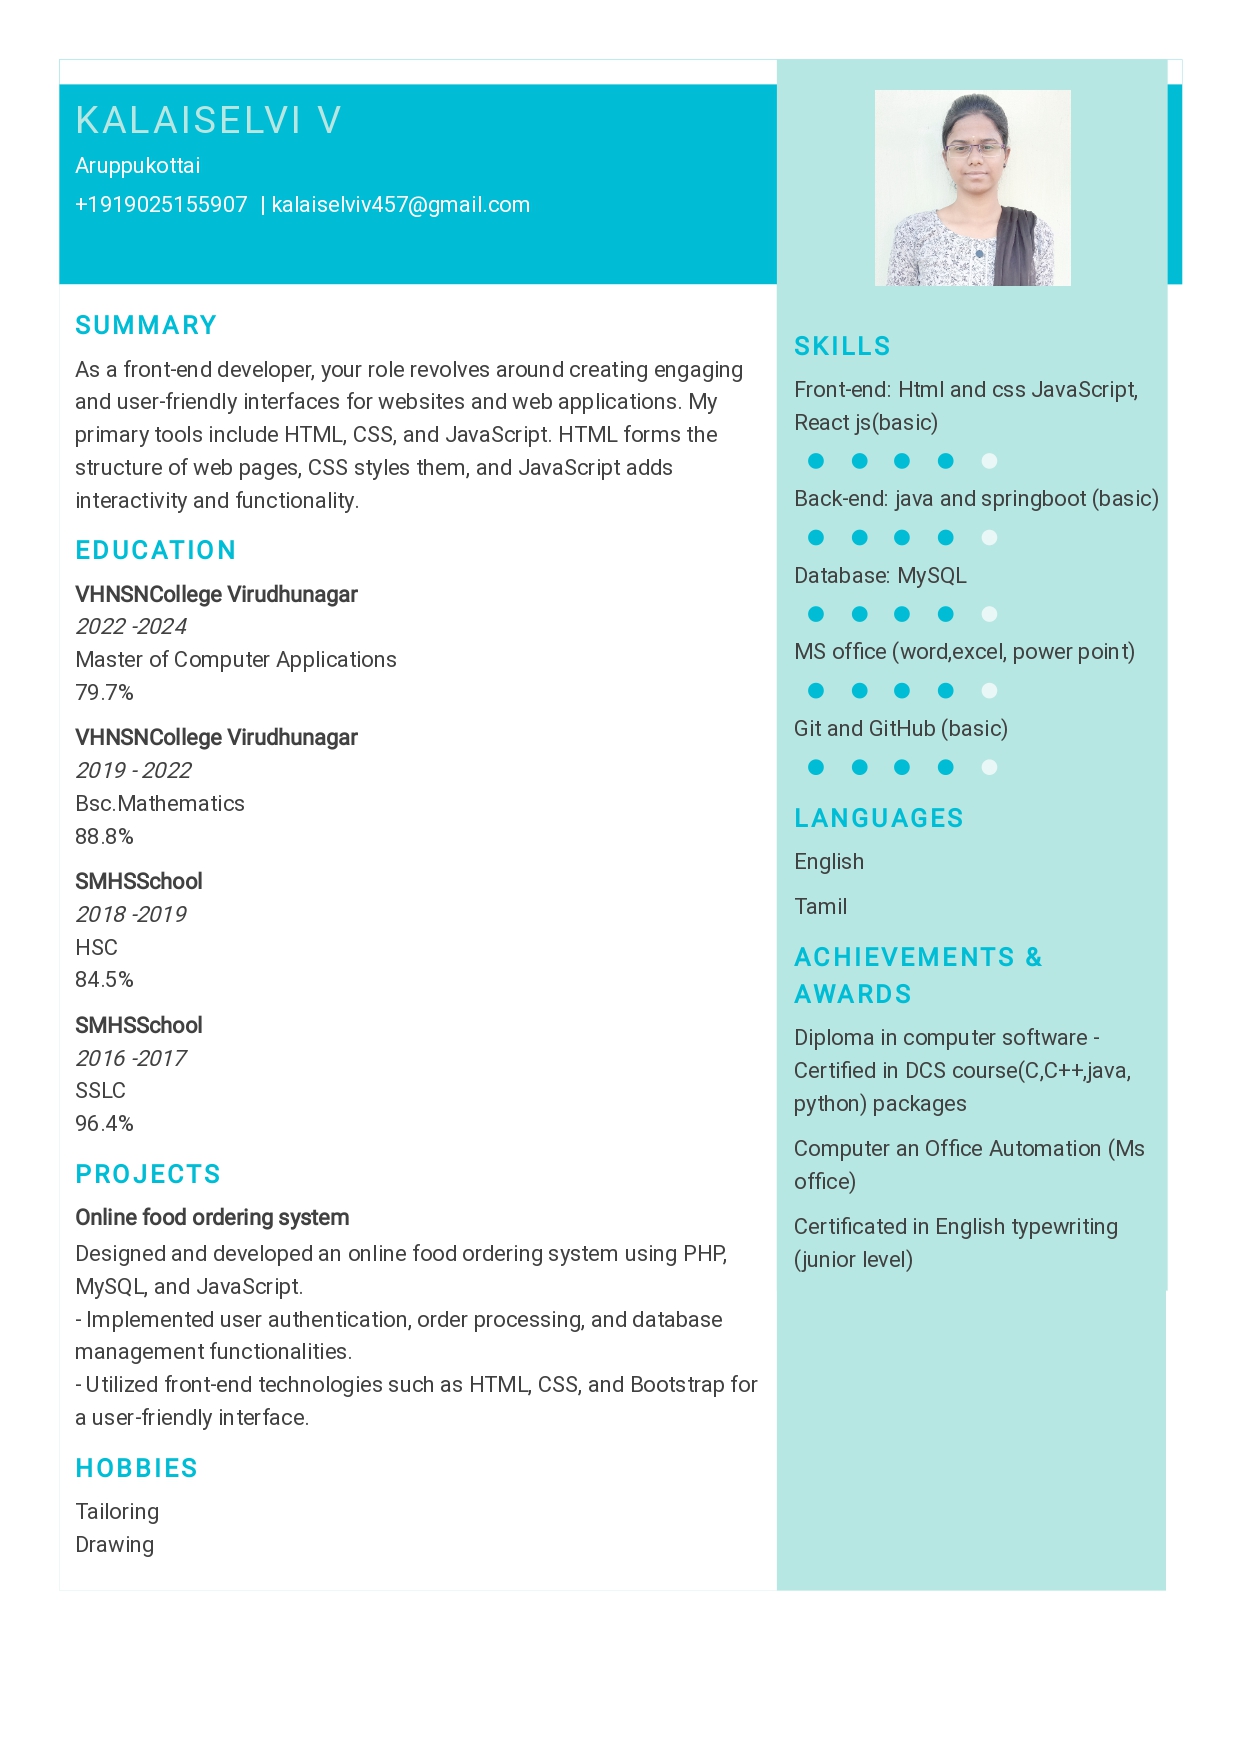 KALAISELVI V
Aruppukottai
+1919025155907 | kalaiselviv457@gmail.com
SUMMARY
As a front-end developer, your role revolves around creating engaging
and user-friendly interfaces for websites and web applications. My
primary tools include HTML, CSS, and JavaScript. HTML forms the
structure of web pages, CSS styles them, and JavaScript adds
interactivity and functionality.
EDUCATION
VHNSNCollege Virudhunagar
2022 -2024
Master of Computer Applications
79.7%
VHNSNCollege Virudhunagar
2019 - 2022
Bsc.Mathematics
88.8%
SMHSSchool
2018 -2019
HSC
84.5%
SMHSSchool
2016 -2017
SSLC
96.4%
PROJECTS
Online food ordering system
Designed and developed an online food ordering system using PHP,
MySQL, and JavaScript.
- Implemented user authentication, order processing, and database
management functionalities.
- Utilized front-end technologies such as HTML, CSS, and Bootstrap for
a user-friendly interface.
HOBBIES
Tailoring
Drawing
SKILLS
Front-end: Html and css JavaScript,
React js(basic)
Back-end: java and springboot (basic)
Database: MySQL
MS office (word,excel, power point)
Git and GitHub (basic)
LANGUAGES
English
Tamil
ACHIEVEMENTS &
AWARDS
Diploma in computer software -
Certified in DCS course(C,C++,java,
python) packages
Computer an Office Automation (Ms
office)
Certificated in English typewriting
(junior level)